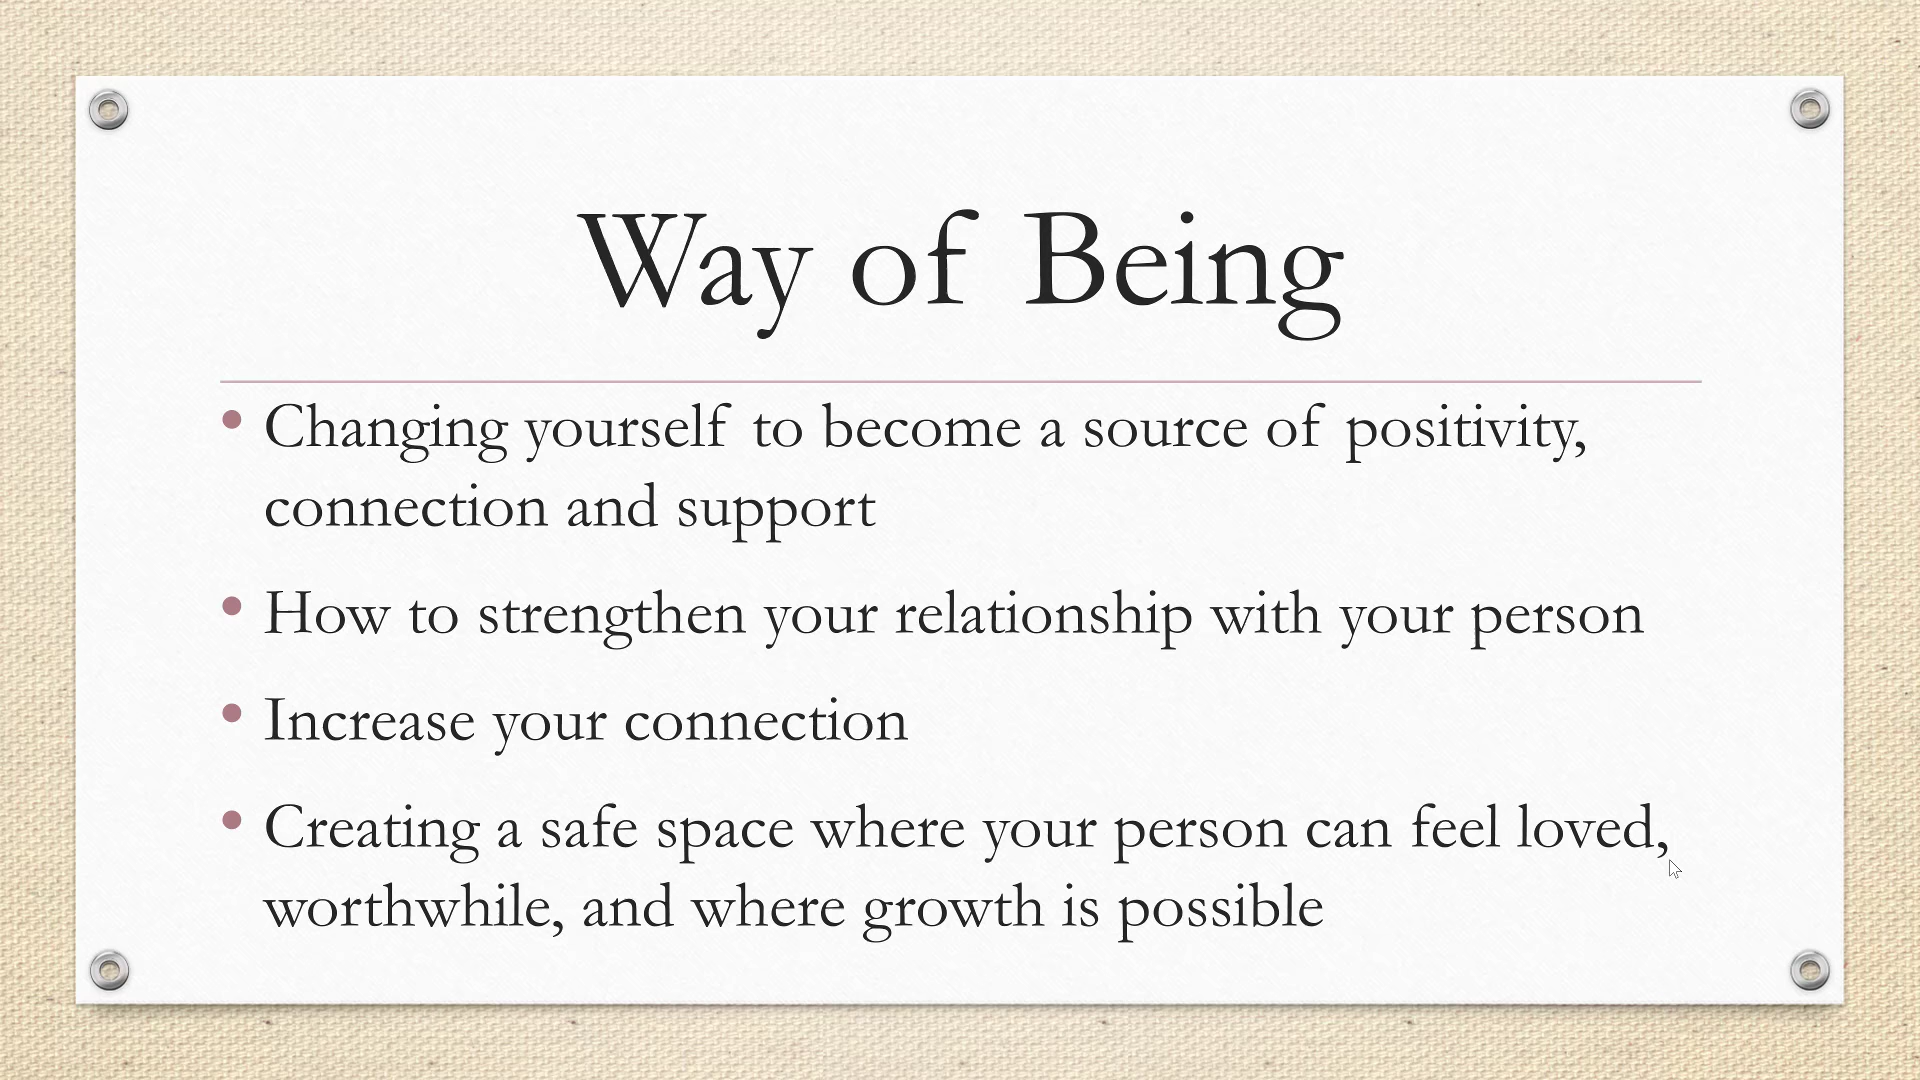 Way of Being
• Changing yourself to become a source of positivity,
connection and support
• How to strengthen your relationship with your person
• Increase your connection
• Creating a safe space where your person can feel loved,
worthwhile, and where growth is possible